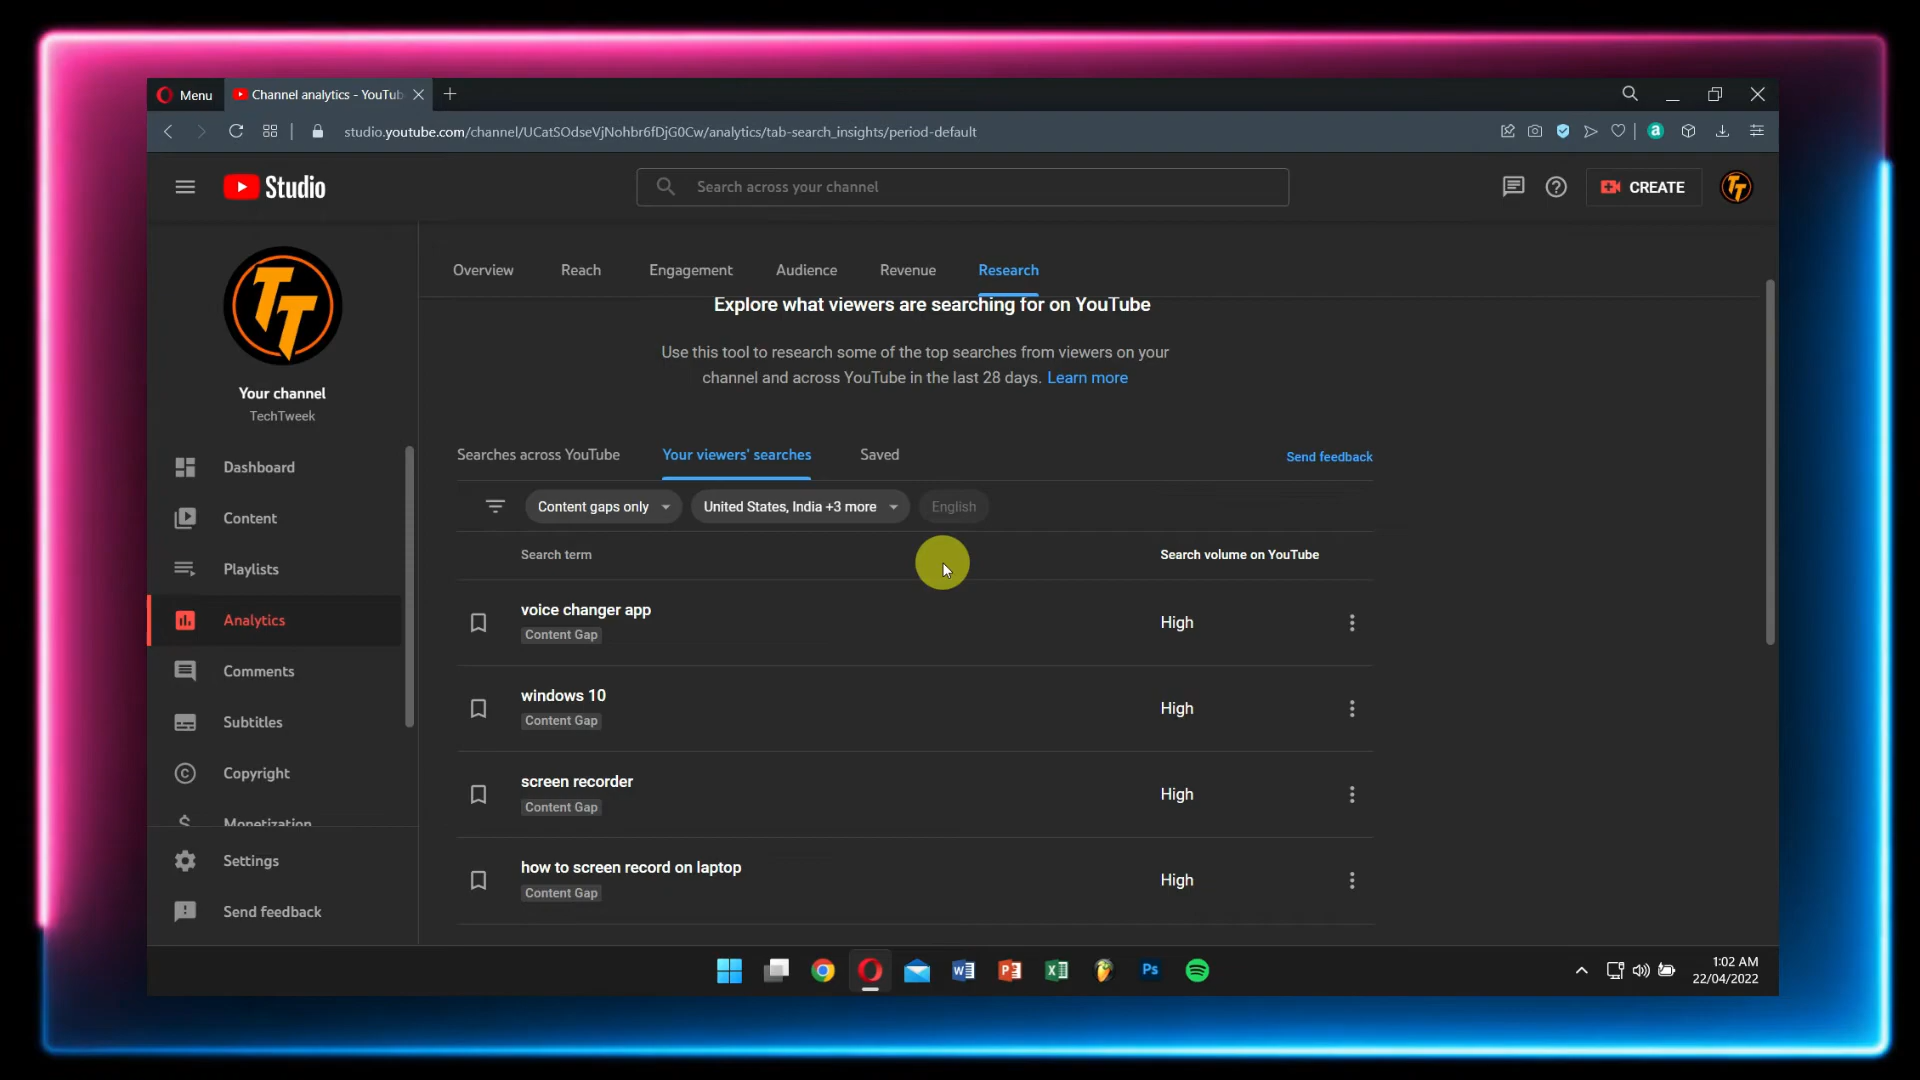 Menu
Channel analytics - YouTub
studio.youtube.com/channel/UCatSOdseVjNohbr6fDjG0Cw/analytics/tab-search_insights/period-default
Studio
Search across your channel
CREATE
TT
TT
Your channel
TechTweek
Dashboard
Content
Playlists
Analytics
Comments
Subtitles
Copyright
Monetization
Settings
Send feedback
Overview
Reach
Engagement
Audience
Revenue
Research
Explore what viewers are searching for on YouTube
Use this tool to research some of the top searches from viewers on your
channel and across YouTube in the last 28 days. Learn more
Searches across YouTube
Your viewers' searches
Saved
Send feedback
Content gaps only
United States, India +3 more
English
Search term
Search volume on YouTube
voice changer app
Content Gap
High
windows 10
Content Gap
High
screen recorder
Content Gap
High
how to screen record on laptop
Content Gap
High
Ps
1:02 AM
22/04/2022